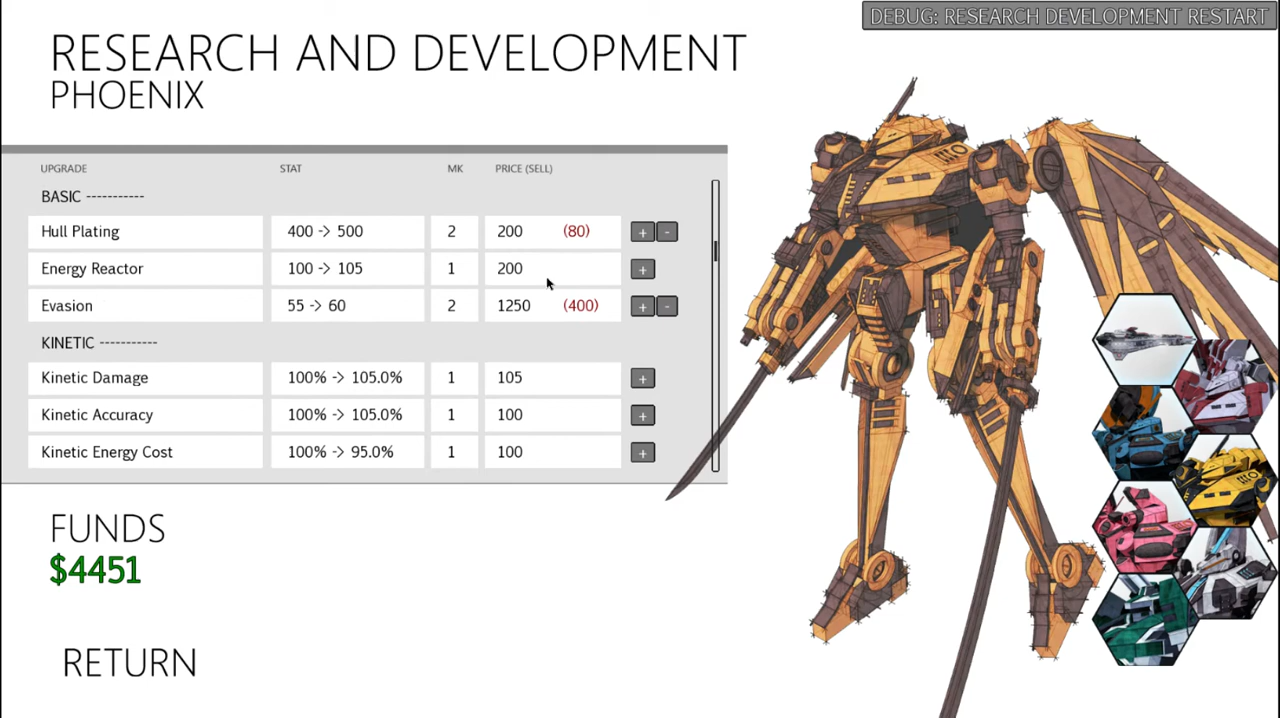 DEBUG: RESEARCH DEVELOPMENT RESTART
RESEARCH AND DEVELOPMENT
PHOENIX
UPGRADE STAT MK PRICE (SELL)
BASIC -----------
Hull Plating 400 -> 500 2 200 (80) + -
Energy Reactor 100 -> 105 1 200 +
Evasion 55 -> 60 2 1250 (400) + -
KINETIC -----------
Kinetic Damage 100% -> 105.0% 1 105 +
Kinetic Accuracy 100% -> 105.0% 1 100 +
Kinetic Energy Cost 100% -> 95.0% 1 100 +
FUNDS
$4451
RETURN